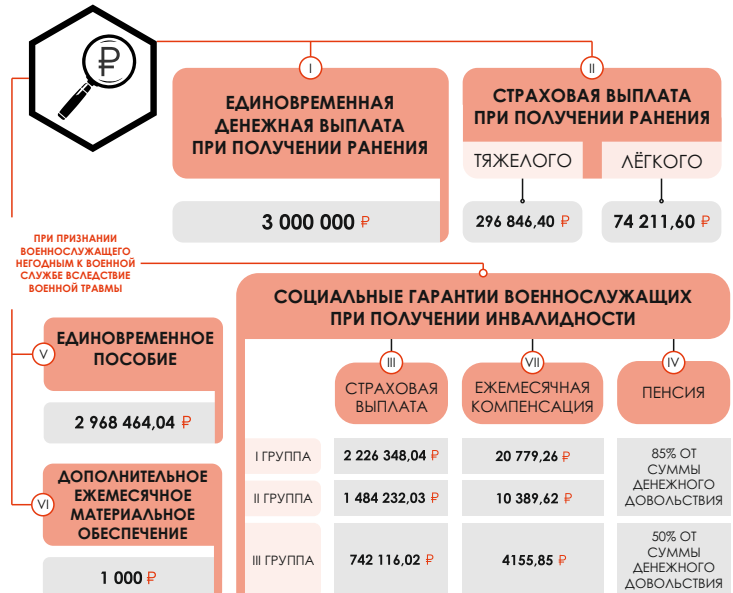 ₽
I
ЕДИНОВРЕМЕННАЯ
ДЕНЕЖНАЯ ВЫПЛАТА
ПРИ ПОЛУЧЕНИИ РАНЕНИЯ
3 000 000 ₽
II
СТРАХОВАЯ ВЫПЛАТА
ПРИ ПОЛУЧЕНИИ РАНЕНИЯ
ТЯЖЕЛОГО
ЛЁГКОГО
296 846,40 ₽
74 211,60 ₽
ПРИ ПРИЗНАНИИ
ВОЕННОСЛУЖАЩЕГО
НЕГОДНЫМ К ВОЕННОЙ
СЛУЖБЕ ВСЛЕДСТВИЕ
ВОЕННОЙ ТРАВМЫ
V
ЕДИНОВРЕМЕННОЕ
ПОСОБИЕ
2 968 464,04 ₽
VI
ДОПОЛНИТЕЛЬНОЕ
ЕЖЕМЕСЯЧНОЕ
МАТЕРИАЛЬНОЕ
ОБЕСПЕЧЕНИЕ
1 000 ₽
СОЦИАЛЬНЫЕ ГАРАНТИИ ВОЕННОСЛУЖАЩИХ
ПРИ ПОЛУЧЕНИИ ИНВАЛИДНОСТИ
III
СТРАХОВАЯ
ВЫПЛАТА
VII
ЕЖЕМЕСЯЧНАЯ
КОМПЕНСАЦИЯ
IV
ПЕНСИЯ
I ГРУППА
2 226 348,04 ₽
20 779,26 ₽
II ГРУППА
1 484 232,03 ₽
10 389,62 ₽
85% ОТ
СУММЫ
ДЕНЕЖНОГО
ДОВОЛЬСТВИЯ
III ГРУППА
742 116,02 ₽
4155,85 ₽
50% ОТ
СУММЫ
ДЕНЕЖНОГО
ДОВОЛЬСТВИЯ